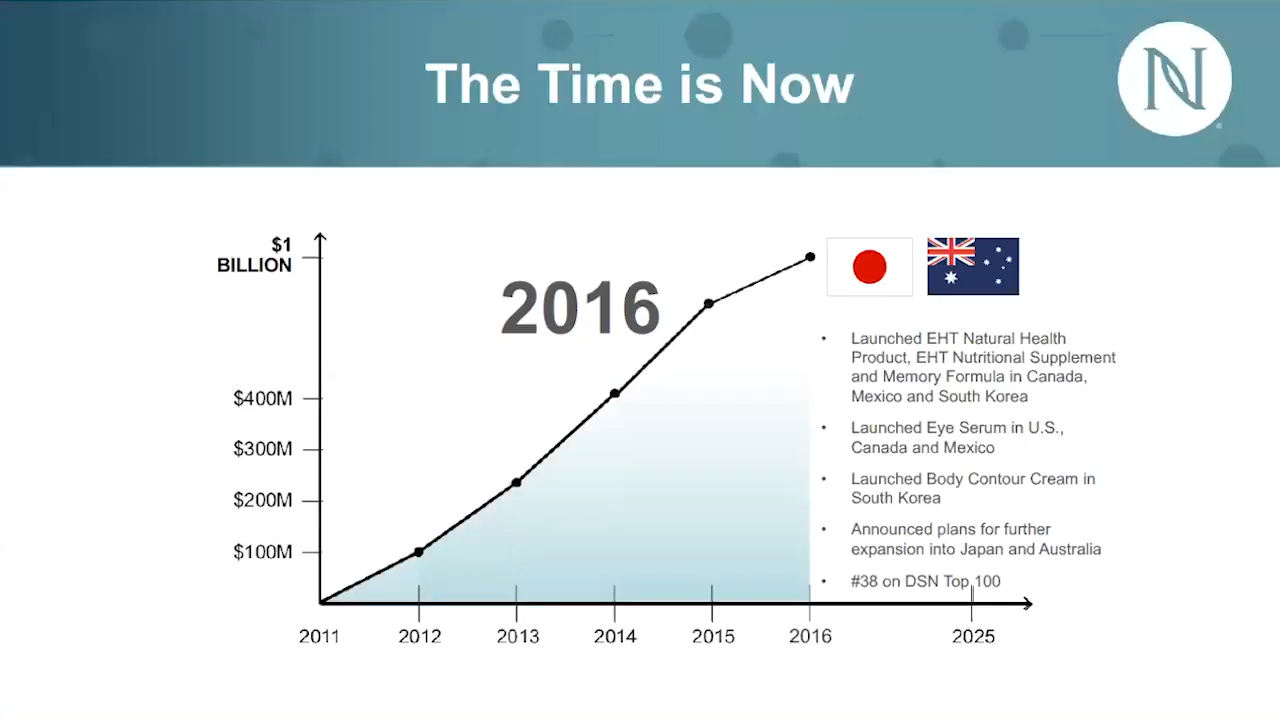 The Time is Now
N
$1
BILLION
2016
$400M
$300M
$200M
$100M
• Launched EHT Natural Health
Product, EHT Nutritional Supplement
and Memory Formula in Canada,
Mexico and South Korea
• Launched Eye Serum in U.S.,
Canada and Mexico
• Launched Body Contour Cream in
South Korea
• Announced plans for further
expansion into Japan and Australia
• #38 on DSN Top 100
2011 2012 2013 2014 2015 2016 2025